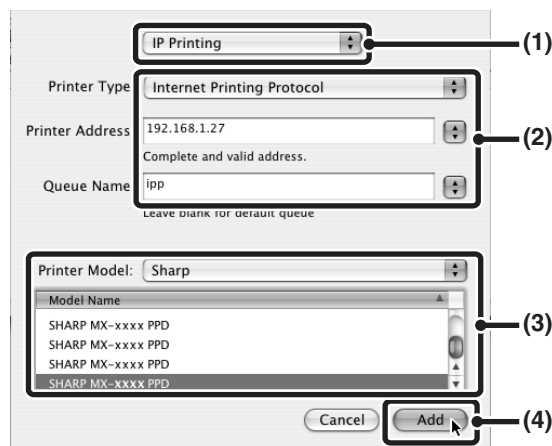 IP Printing
(1)
Printer Type Internet Printing Protocol
(2)
Printer Address 192.168.1.27
Complete and valid address.
Queue Name ipp
Leave blank for default queue
Printer Model: Sharp
Model Name
(3)
SHARP MX-xxxx PPD
SHARP MX-xxxx PPD
SHARP MX-xxxx PPD
SHARP MX-xxxx PPD
Cancel Add
(4)